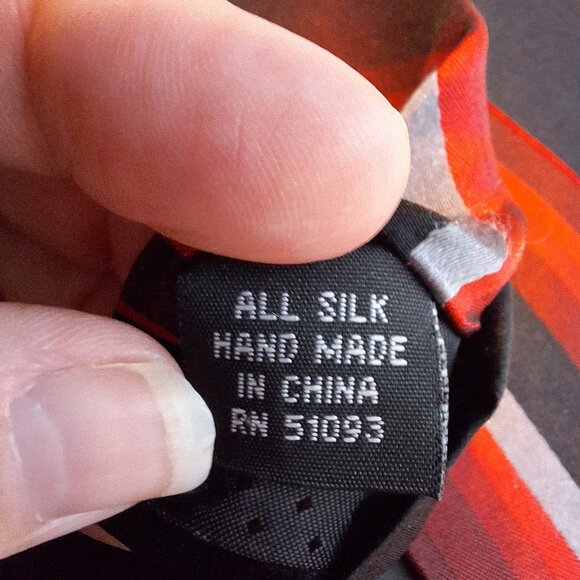 ALL SILK
HAND MADE
IN CHINA
RN 51093